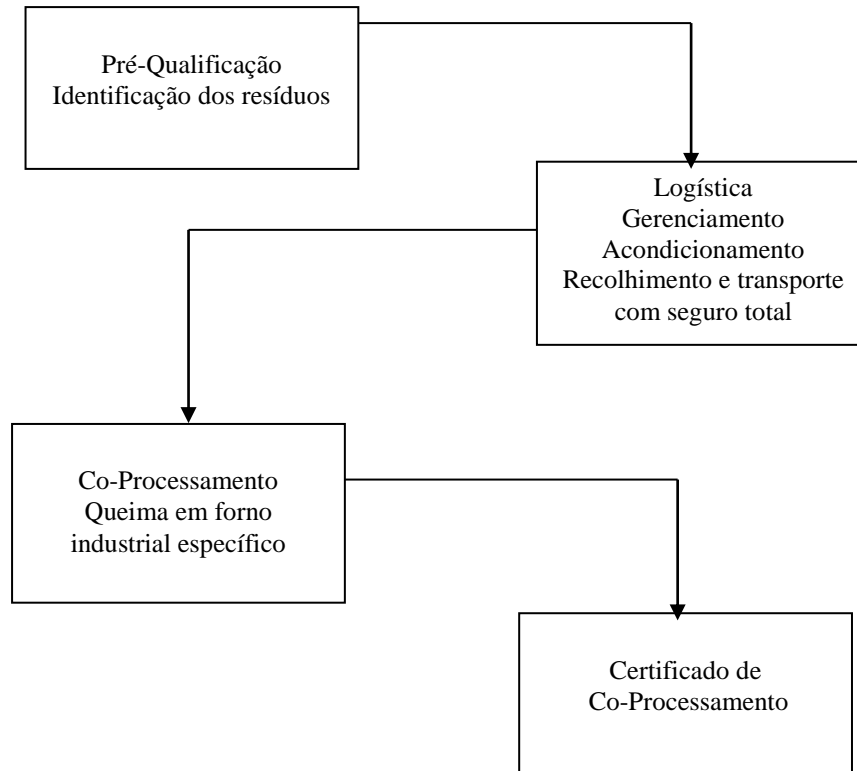 Pré-Qualificação
Identificação dos resíduos
Logística
Gerenciamento
Acondicionamento
Recolhimento e transporte
com seguro total
Co-Processamento
Queima em forno
industrial específico
Certificado de
Co-Processamento